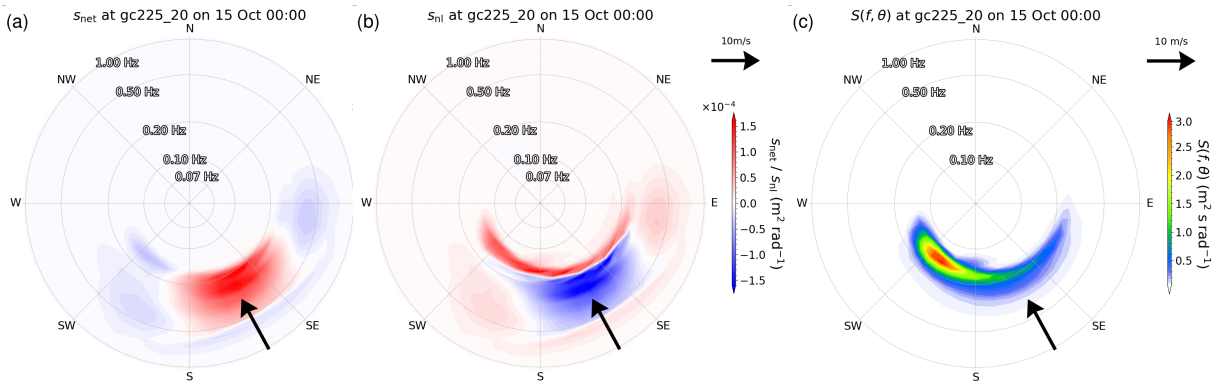 (a)
s_net at gc225_20 on 15 Oct 00:00
N
NE
SE
S
SW
W
NW
1.00 Hz
0.50 Hz
0.20 Hz
0.10 Hz
0.07 Hz
(b)
s_nl at gc225_20 on 15 Oct 00:00
N
NE
E
SE
S
SW
W
NW
1.00 Hz
0.50 Hz
0.20 Hz
0.10 Hz
0.07 Hz
10m/s
×10⁻⁴
1.5
1.0
0.5
0.0
−0.5
−1.0
−1.5
s_net / s_nl (m² rad⁻¹)
(c)
S(f, θ) at gc225_20 on 15 Oct 00:00
N
NE
E
SE
S
SW
W
NW
1.00 Hz
0.50 Hz
0.20 Hz
0.10 Hz
10 m/s
3.0
2.5
2.0
1.5
1.0
0.5
S(f, θ) (m² s rad⁻¹)